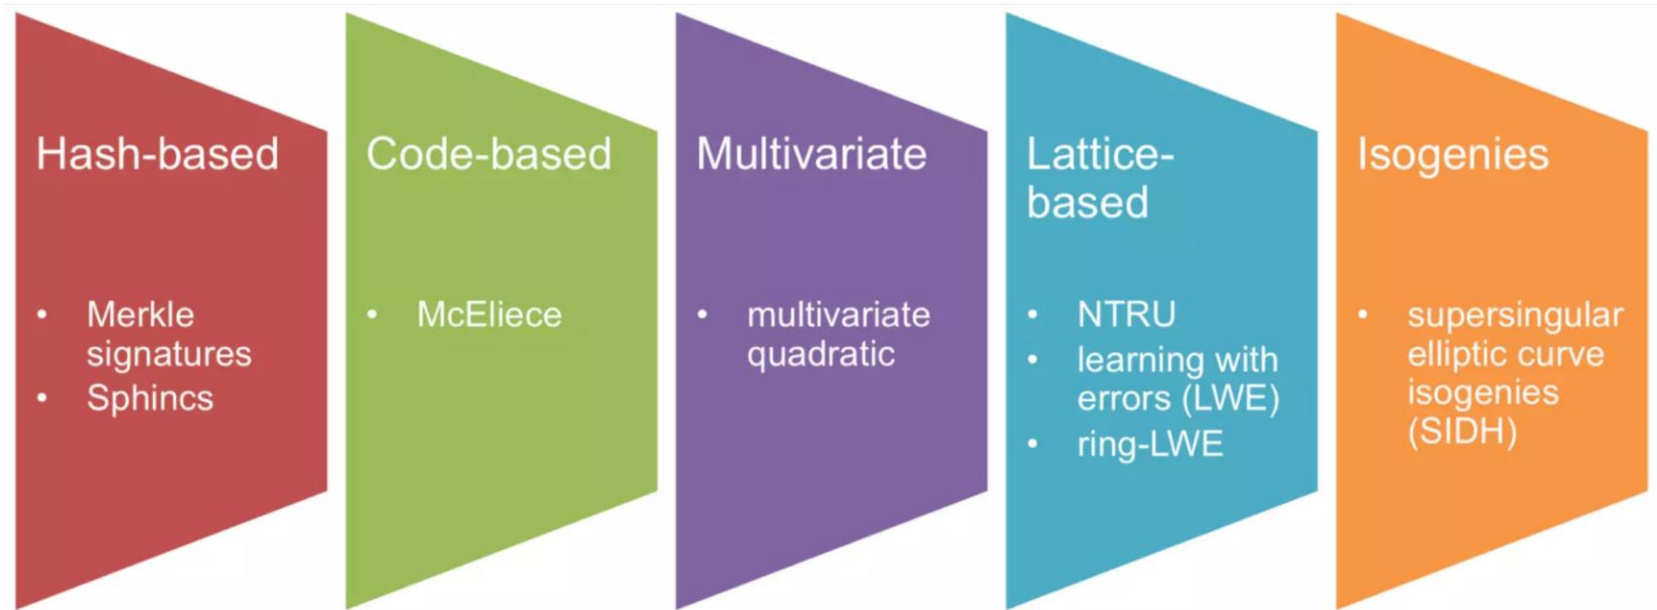 Hash-based
• Merkle
signatures
• Sphincs
Code-based
• McEliece
Multivariate
• multivariate
quadratic
Lattice-
based
• NTRU
• learning with
errors (LWE)
• ring-LWE
Isogenies
• supersingular
elliptic curve
isogenies
(SIDH)